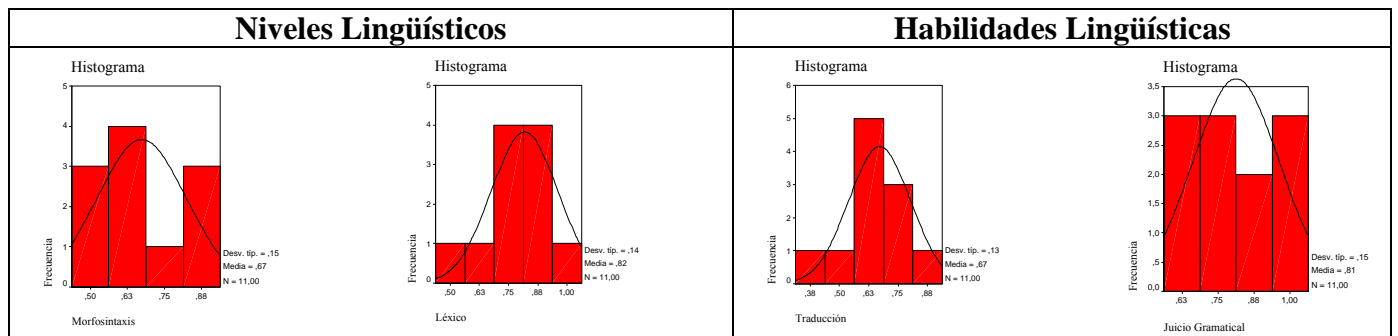 Niveles Lingüísticos
Habilidades Lingüísticas
Histograma
5
4
3
2
1
0
Frecuencia
,50
,63
,75
,88
Desv. típ. = ,15
Media = ,67
N = 11,00
Morfosintaxis
Histograma
5
4
3
2
1
0
Frecuencia
,50
,63
,75
,88
1,00
Desv. típ. = ,14
Media = ,82
N = 11,00
Léxico
Histograma
6
5
4
3
2
1
0
Frecuencia
,38
,50
,63
,75
,88
Desv. típ. = ,13
Media = ,67
N = 11,00
Traducción
Histograma
3,5
3,0
2,5
2,0
1,5
1,0
,5
0,0
Frecuencia
,63
,75
,88
1,00
Desv. típ. = ,15
Media = ,81
N = 11,00
Juicio Gramatical